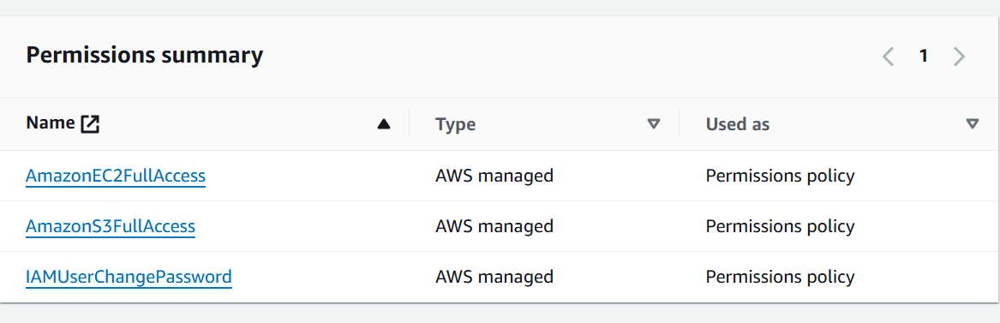 Permissions summary
1
Name Type Used as
AmazonEC2FullAccess AWS managed Permissions policy
AmazonS3FullAccess AWS managed Permissions policy
IAMUserChangePassword AWS managed Permissions policy